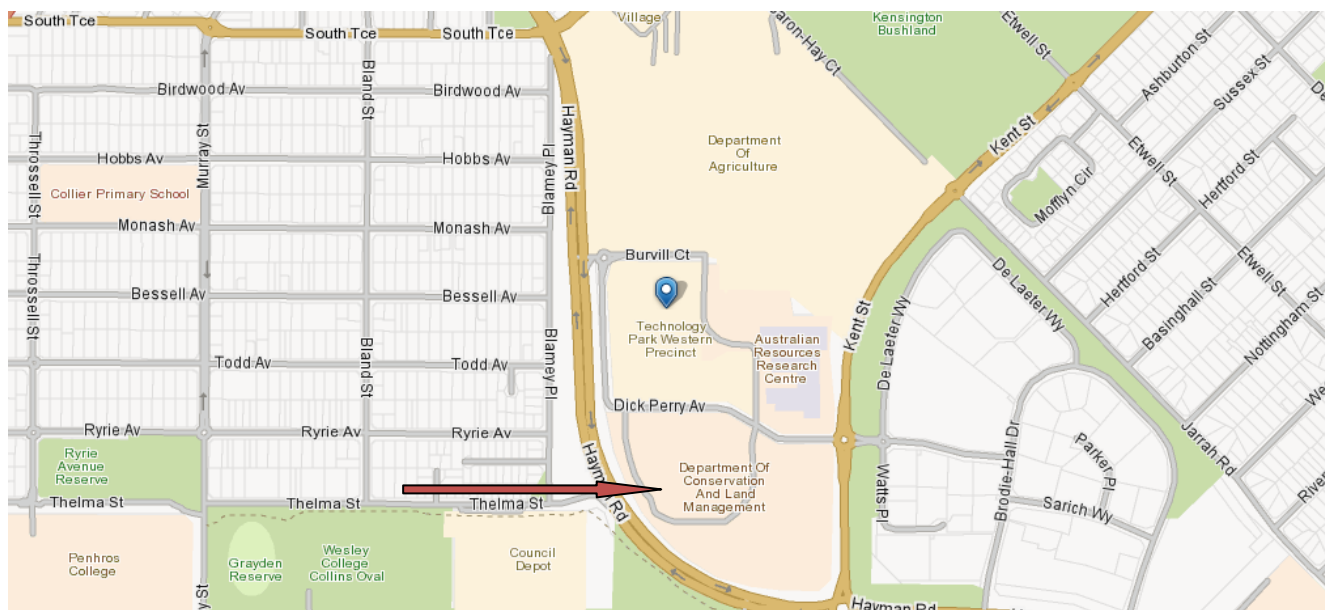 South Tce
South Tce
South Tce
Village
Baron-Hay Ct
Kensington
Bushland
Etwell St
Ashburton St
Sussex St
De
Birdwood Av
Bland St
Birdwood Av
Hayman Rd
Department
Of
Agriculture
Kent St
Etwell St
Hertford St
Throssell St
Hobbs Av
Murray St
Hobbs Av
Blamey Pl
Collier Primary School
Mofflyn Cir
Monash Av
Monash Av
Burvill Ct
Throssell St
Bessell Av
Bessell Av
De Laeter Wy
Hertford St
Etwell St
Basinghall St
Nottingham St
Technology
Park Western
Precinct
Australian
Resources
Research
Centre
Kent St
De Laeter Wy
Todd Av
Bland St
Todd Av
Blamey Pl
We
Dick Perry Av
Ryrie Av
Ryrie Av
Ryrie Av
Ryrie
Avenue
Reserve
Hayman Rd
Department Of
Conservation
And Land
Management
Watts Pl
Brodie-Hall Dr
Parker Pl
Jarrah Rd
River
Thelma St
Thelma St
Thelma St
Sarich Wy
Penhros
College
Grayden
Reserve
Wesley
College
Collins Oval
Council
Depot
y St
Hayman Rd